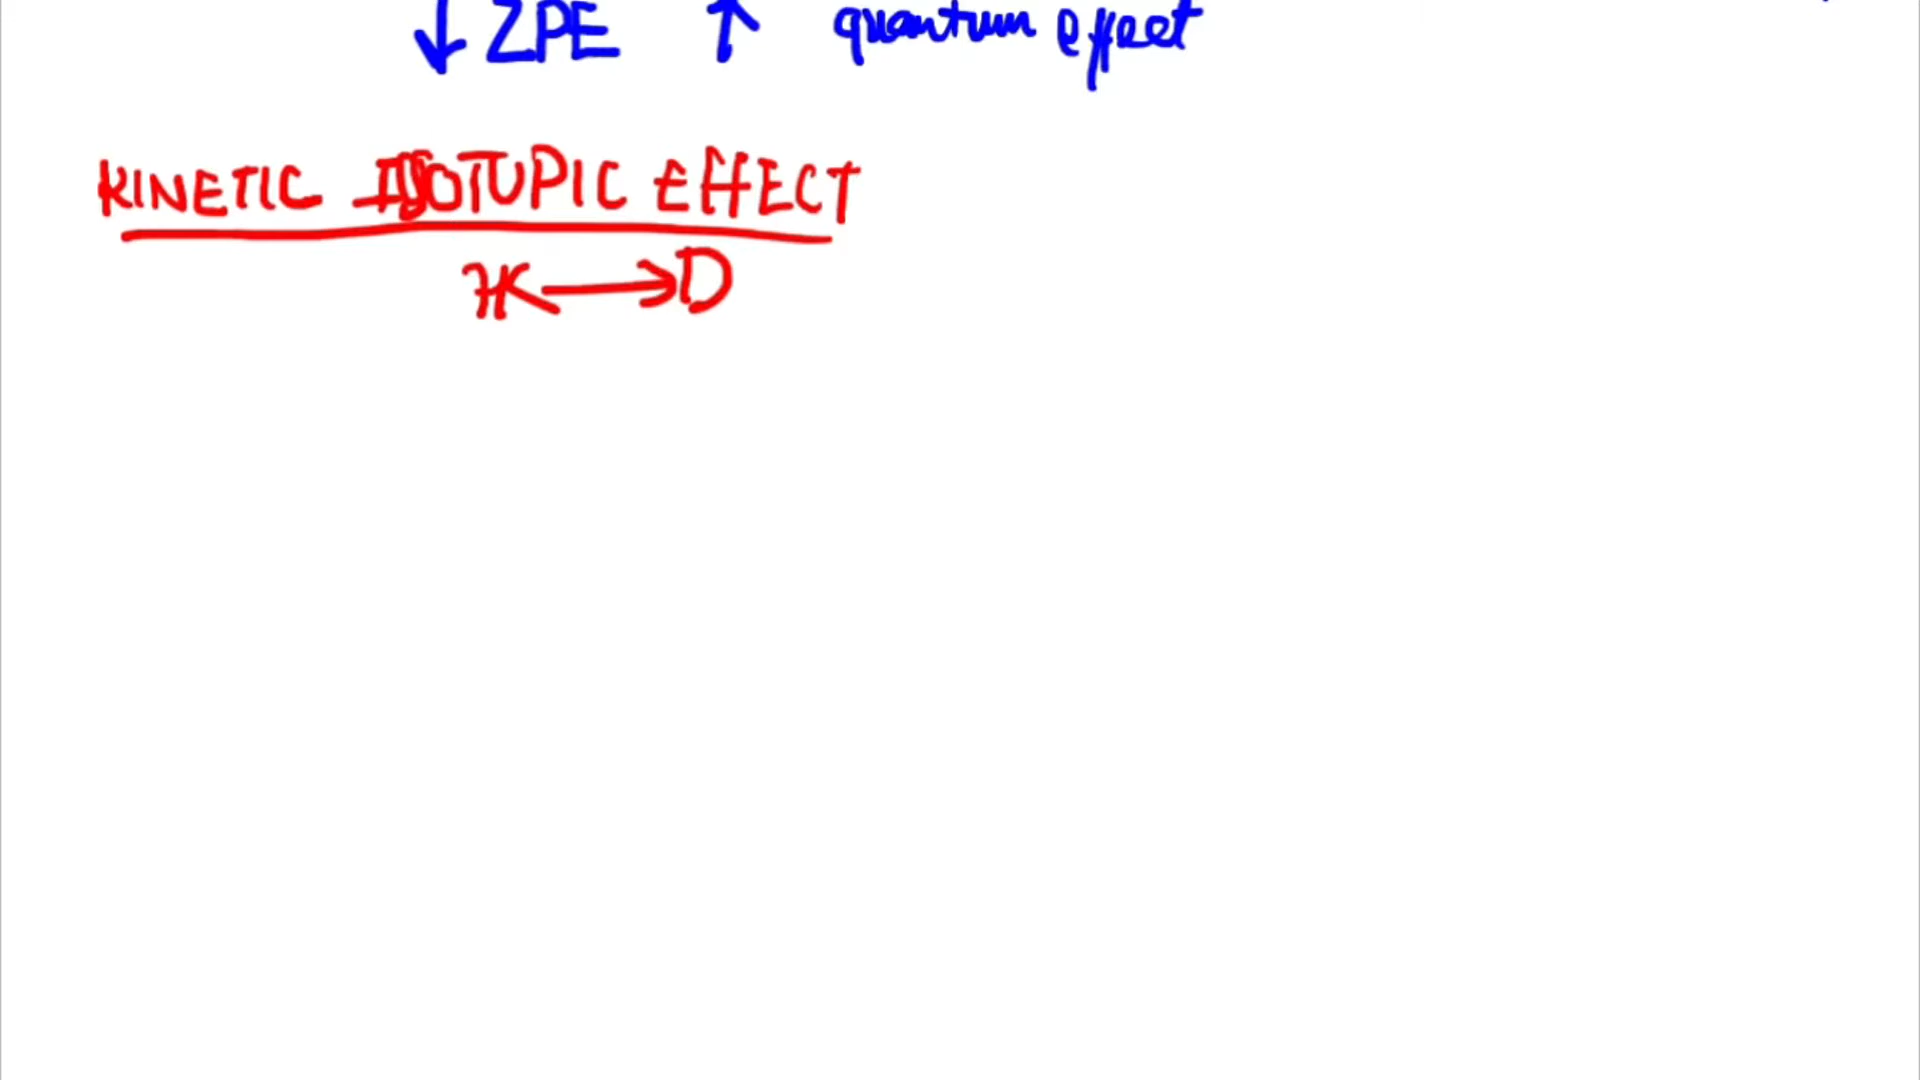 ↓ ZPE ↑ quantum effect
KINETIC ISOTOPIC EFFECT
H → D